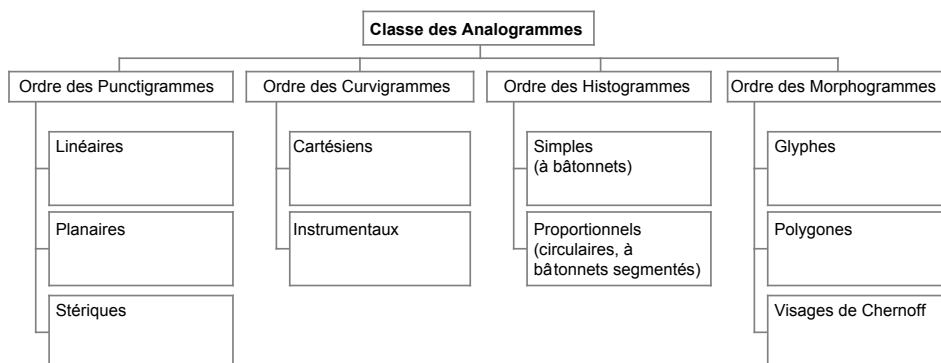 Classe des Analogrammes
Ordre des Punctigrammes
Ordre des Curvigrammes
Ordre des Histogrammes
Ordre des Morphogrammes
Linéaires
Cartésiens
Simples
(à bâtonnets)
Glyphes
Planaires
Instrumentaux
Proportionnels
(circulaires, à
bâtonnets segmentés)
Polygones
Stériques
Visages de Chernoff